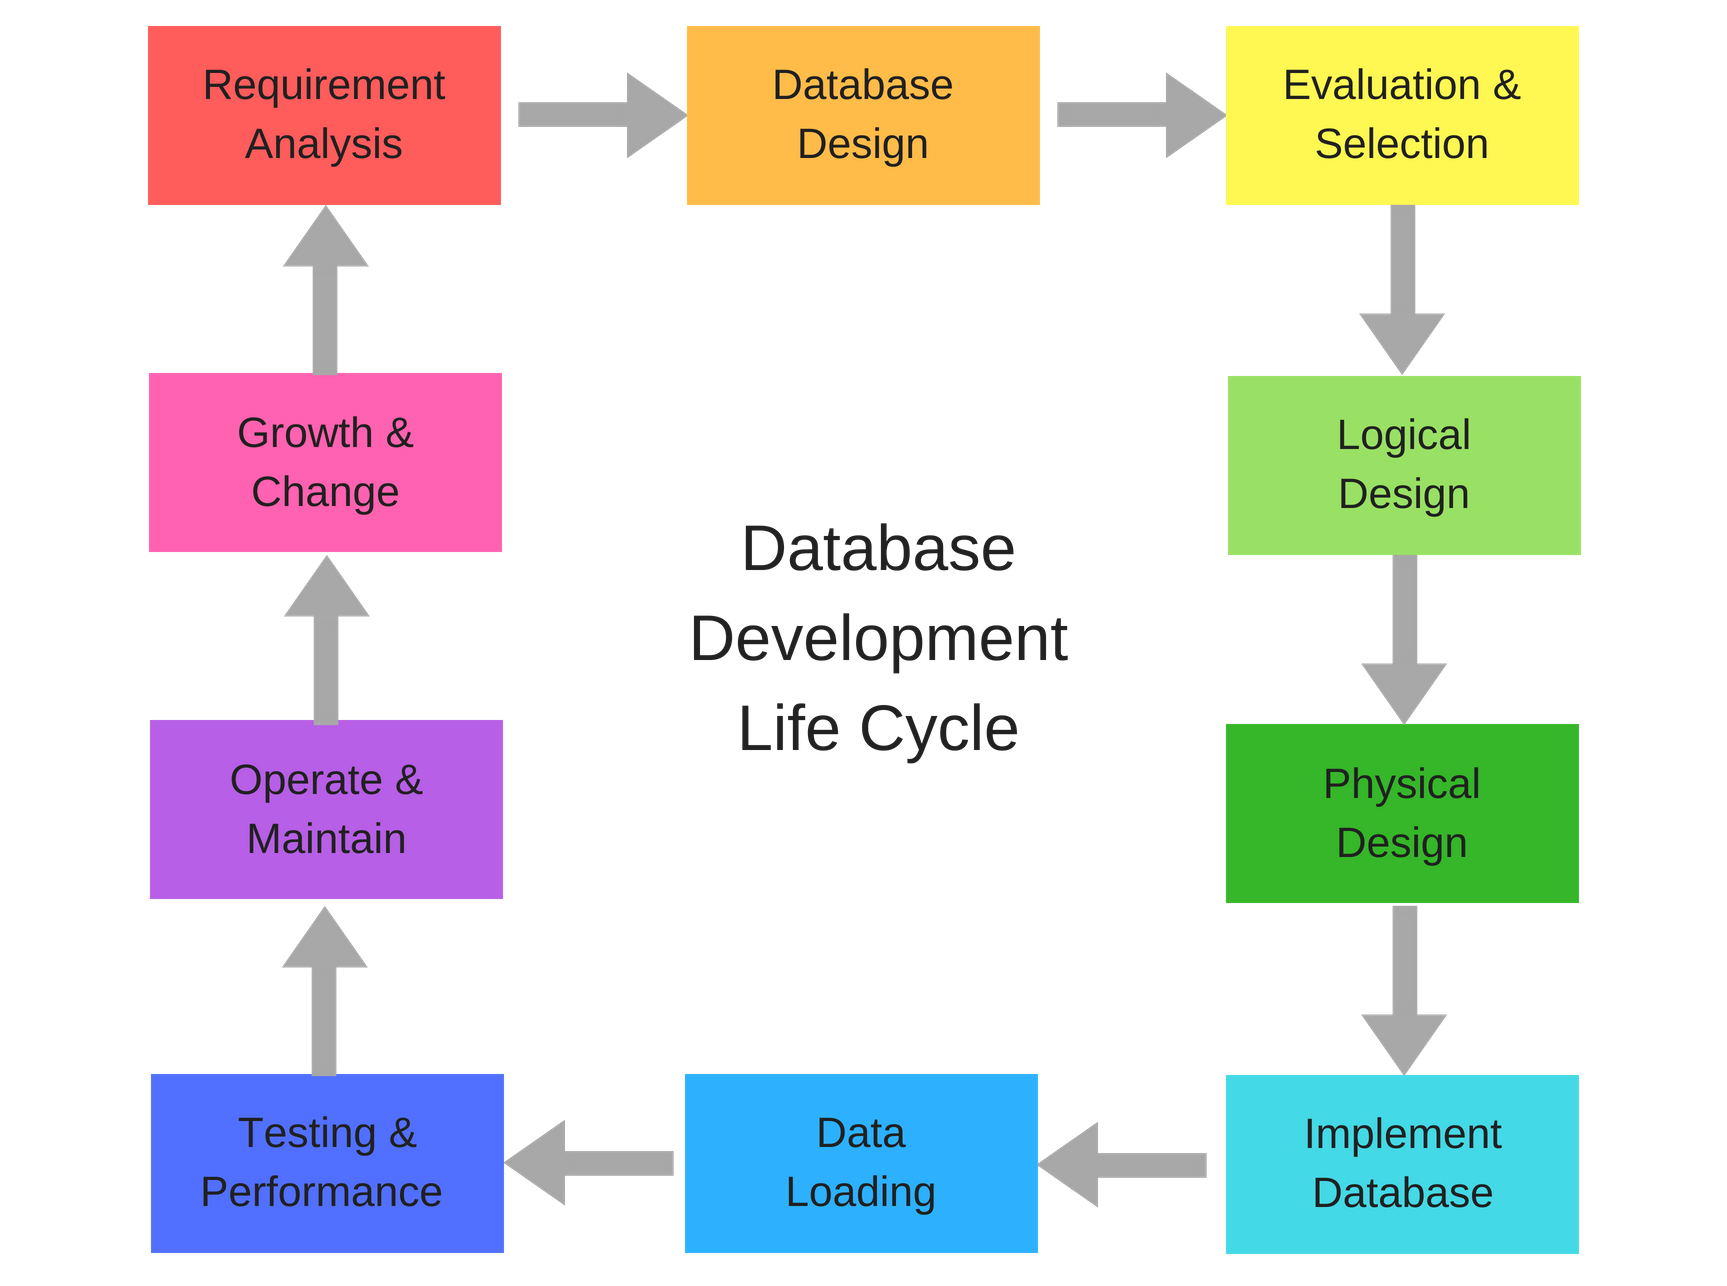 Requirement
Analysis
Database
Design
Evaluation &
Selection
Logical
Design
Physical
Design
Implement
Database
Data
Loading
Testing &
Performance
Operate &
Maintain
Growth &
Change
Database
Development
Life Cycle